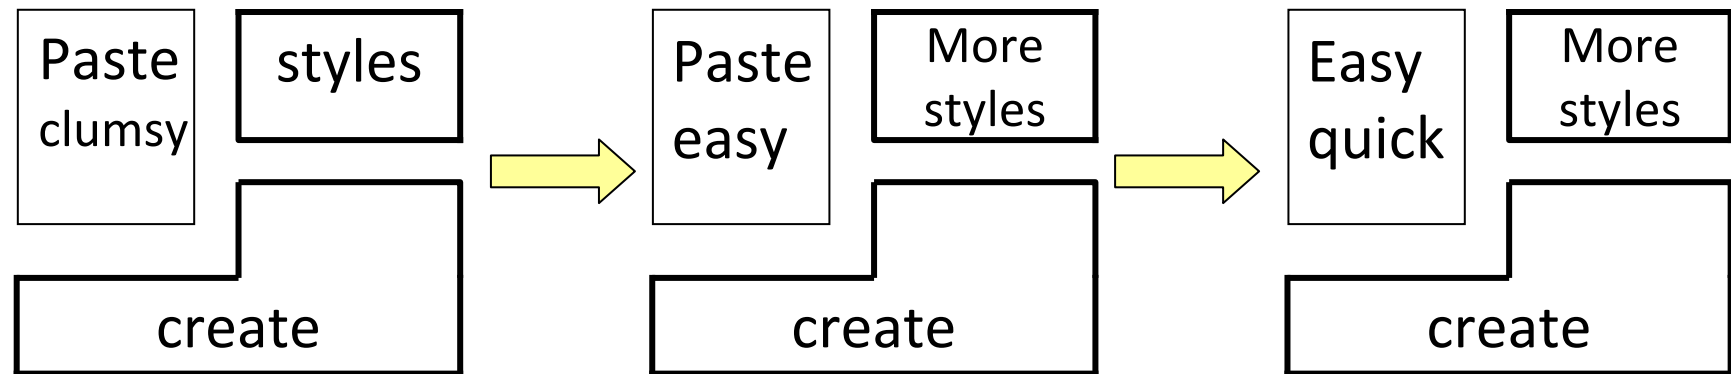 Paste
clumsy
styles
create
Paste
easy
More
styles
create
Easy
quick
More
styles
create